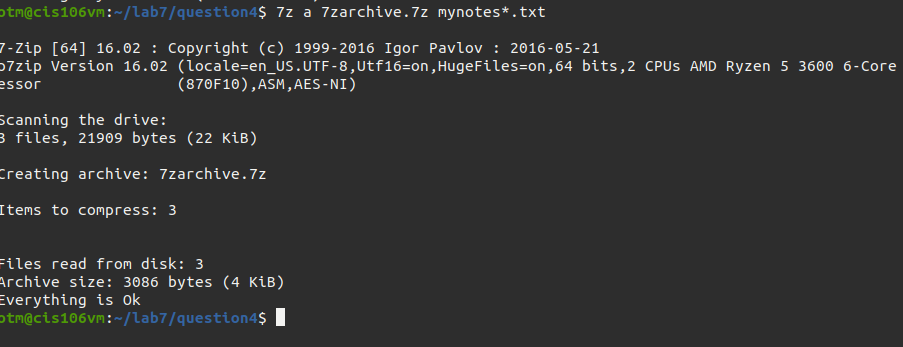 otm@cis106vm:~/lab7/question4$ 7z a 7zarchive.7z mynotes*.txt
7-Zip [64] 16.02 : Copyright (c) 1999-2016 Igor Pavlov : 2016-05-21
p7zip Version 16.02 (locale=en_US.UTF-8,Utf16=on,HugeFiles=on,64 bits,2 CPUs AMD Ryzen 5 3600 6-Core
essor (870F10),ASM,AES-NI)
Scanning the drive:
3 files, 21909 bytes (22 KiB)
Creating archive: 7zarchive.7z
Items to compress: 3
Files read from disk: 3
Archive size: 3086 bytes (4 KiB)
Everything is Ok
otm@cis106vm:~/lab7/question4$